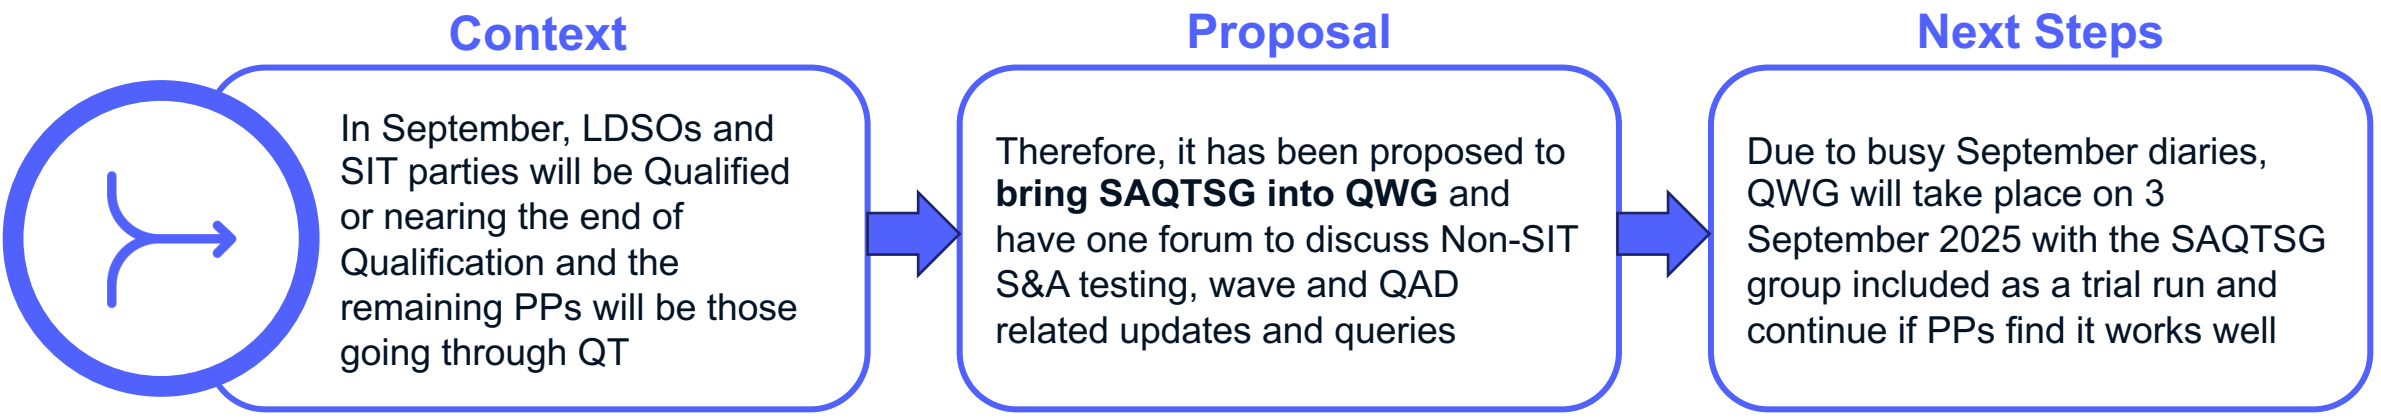 Context
In September, LDSOs and
SIT parties will be Qualified
or nearing the end of
Qualification and the
remaining PPs will be those
going through QT
Proposal
Therefore, it has been proposed to
bring SAQTSG into QWG and
have one forum to discuss Non-SIT
S&A testing, wave and QAD
related updates and queries
Next Steps
Due to busy September diaries,
QWG will take place on 3
September 2025 with the SAQTSG
group included as a trial run and
continue if PPs find it works well